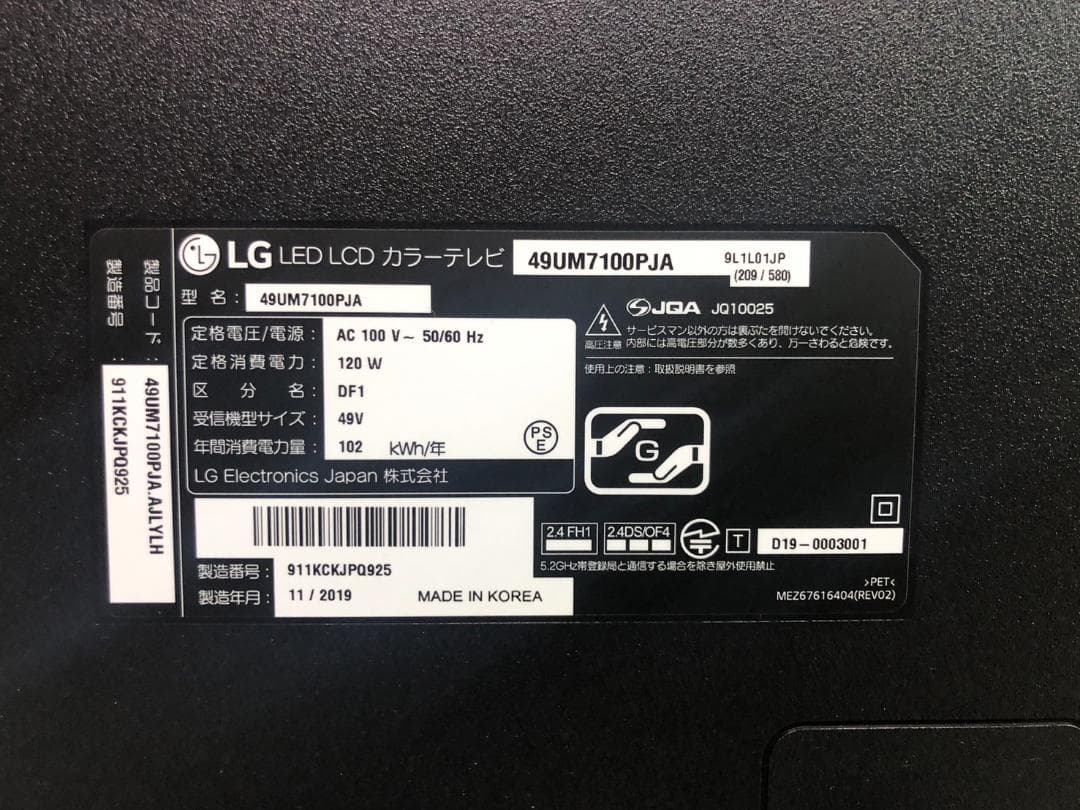 LG LED LCD カラーテレビ 49UM7100PJA 9L1L01JP
(209 / 580)
型 名: 49UM7100PJA
定格電圧/電源: AC 100 V~ 50/60 Hz
定格消費電力: 120 W
区 分 名: DF1
受信機型サイズ: 49V
年間消費電力量: 102 kWh/年
PS
E
LG Electronics Japan 株式会社
製造番号: 911KCKJPQ925
製造年月: 11 / 2019 MADE IN KOREA
JQA JQ10025
高圧注意
サービスマン以外の方は裏ぶたを開けないでください。
内部には高電圧部分が数多くあり、万一さわると危険です。
使用上の注意:取扱説明書を参照
G
2.4 FH1 2.4DS/OF4 T D19-0003001
5.2GHz帯登録局と通信する場合を除き屋外使用禁止
>PET<
MEZ67616404(REV02)
製品コード: 49UM7100PJA.AJLYLH
製造番号: 911KCKJPQ925